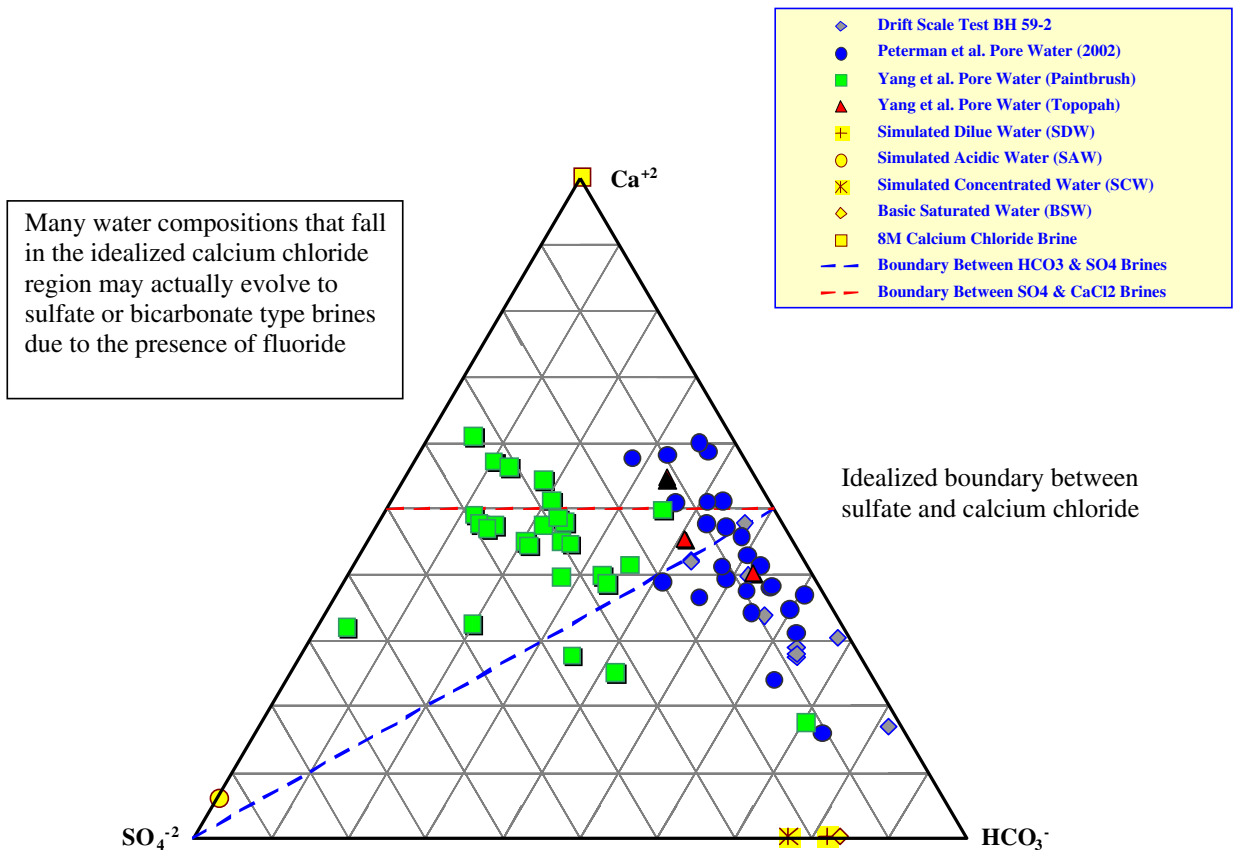 Drift Scale Test BH 59-2
Peterman et al. Pore Water (2002)
Yang et al. Pore Water (Paintbrush)
Yang et al. Pore Water (Topopah)
Simulated Dilue Water (SDW)
Simulated Acidic Water (SAW)
Simulated Concentrated Water (SCW)
Basic Saturated Water (BSW)
8M Calcium Chloride Brine
Boundary Between HCO3 & SO4 Brines
Boundary Between SO4 & CaCl2 Brines
Ca⁺²
Many water compositions that fall
in the idealized calcium chloride
region may actually evolve to
sulfate or bicarbonate type brines
due to the presence of fluoride
Idealized boundary between
sulfate and calcium chloride
SO₄⁻²
HCO₃⁻